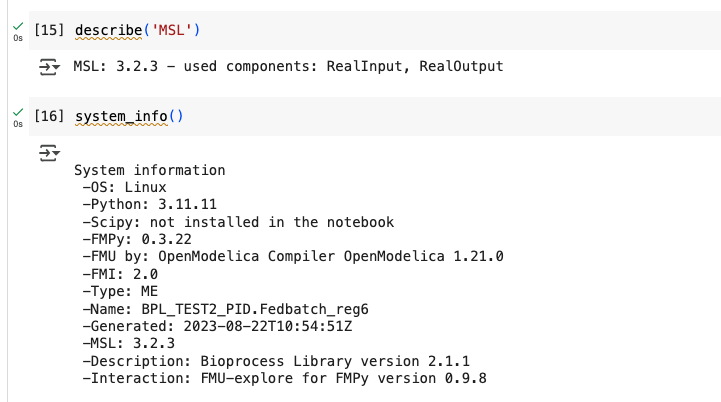 [15] describe('MSL')
0s
MSL: 3.2.3 – used components: RealInput, RealOutput
[16] system_info()
0s
System information
-OS: Linux
-Python: 3.11.11
-Scipy: not installed in the notebook
-FMPy: 0.3.22
-FMU by: OpenModelica Compiler OpenModelica 1.21.0
-FMI: 2.0
-Type: ME
-Name: BPL_TEST2_PID.Fedbatch_reg6
-Generated: 2023-08-22T10:54:51Z
-MSL: 3.2.3
-Description: Bioprocess Library version 2.1.1
-Interaction: FMU-explore for FMPy version 0.9.8